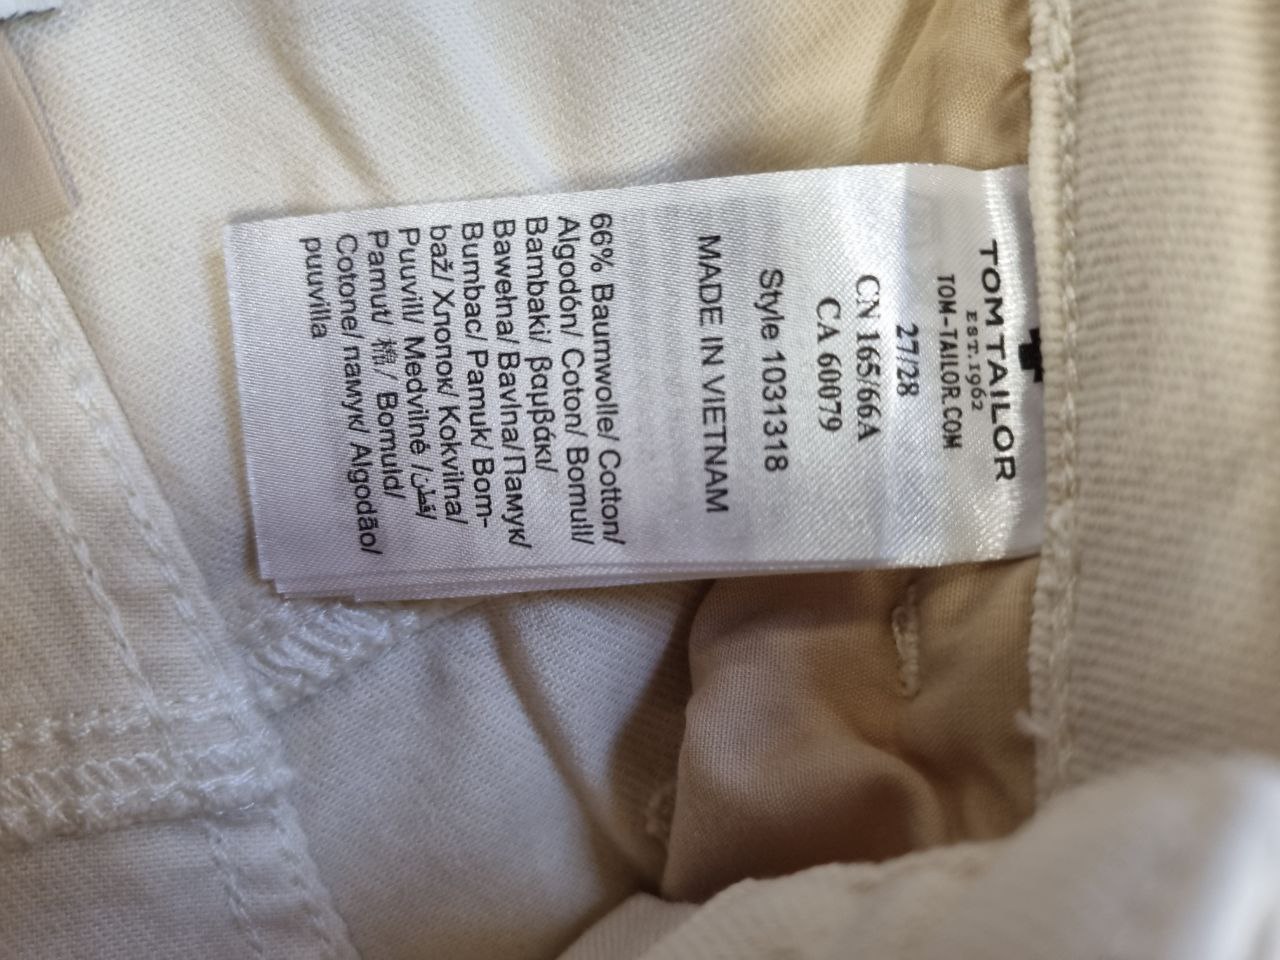 TOM TAILOR
EST.1962
TOM-TAILOR.COM
27/28
CN 165/66A
CA 60079
Style 1031318
MADE IN VIETNAM
66% Baumwolle/ Cotton/
Algodón/ Coton/ Bomull/
Bambaki/ βαμβάκι/
Bawełna/ Bavlna/ Памук/
Bumbac/ Pamuk/ Bom-
baž/ Хлопок/ Kokvilna/
Puuvill/ Medvilnė /قطن/
Pamut/ 棉/ Bomuld/
Cotone/ памук/ Algodão/
puuvilla